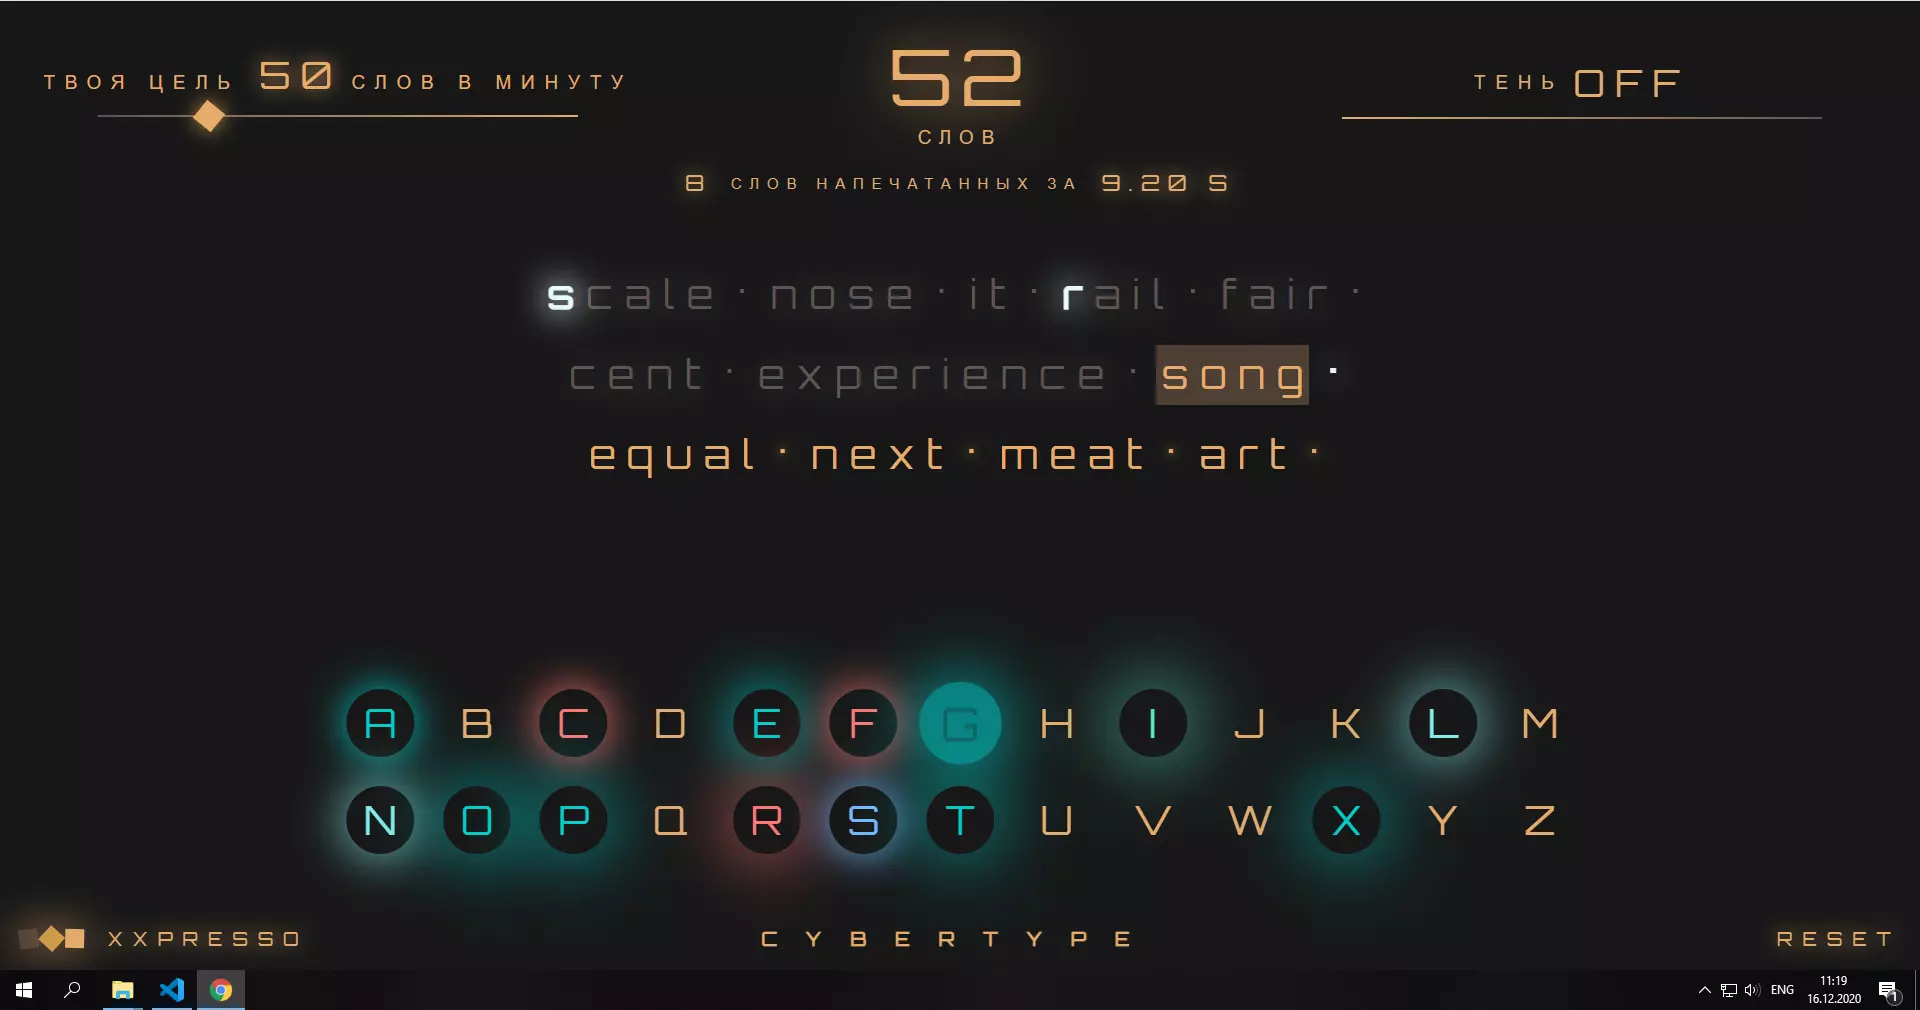 ТВОЯ ЦЕЛЬ 50 СЛОВ В МИНУТУ
52
СЛОВ
ТЕНЬ OFF
8 СЛОВ НАПЕЧАТАННЫХ ЗА 9.20 S
scale · nose · it · rail · fair ·
cent · experience · song ·
equal · next · meat · art ·
A B C D E F G H I J K L M
N O P Q R S T U V W X Y Z
XXPRESSO
CYBERTYPE
RESET
ENG
11:19
16.12.2020
1